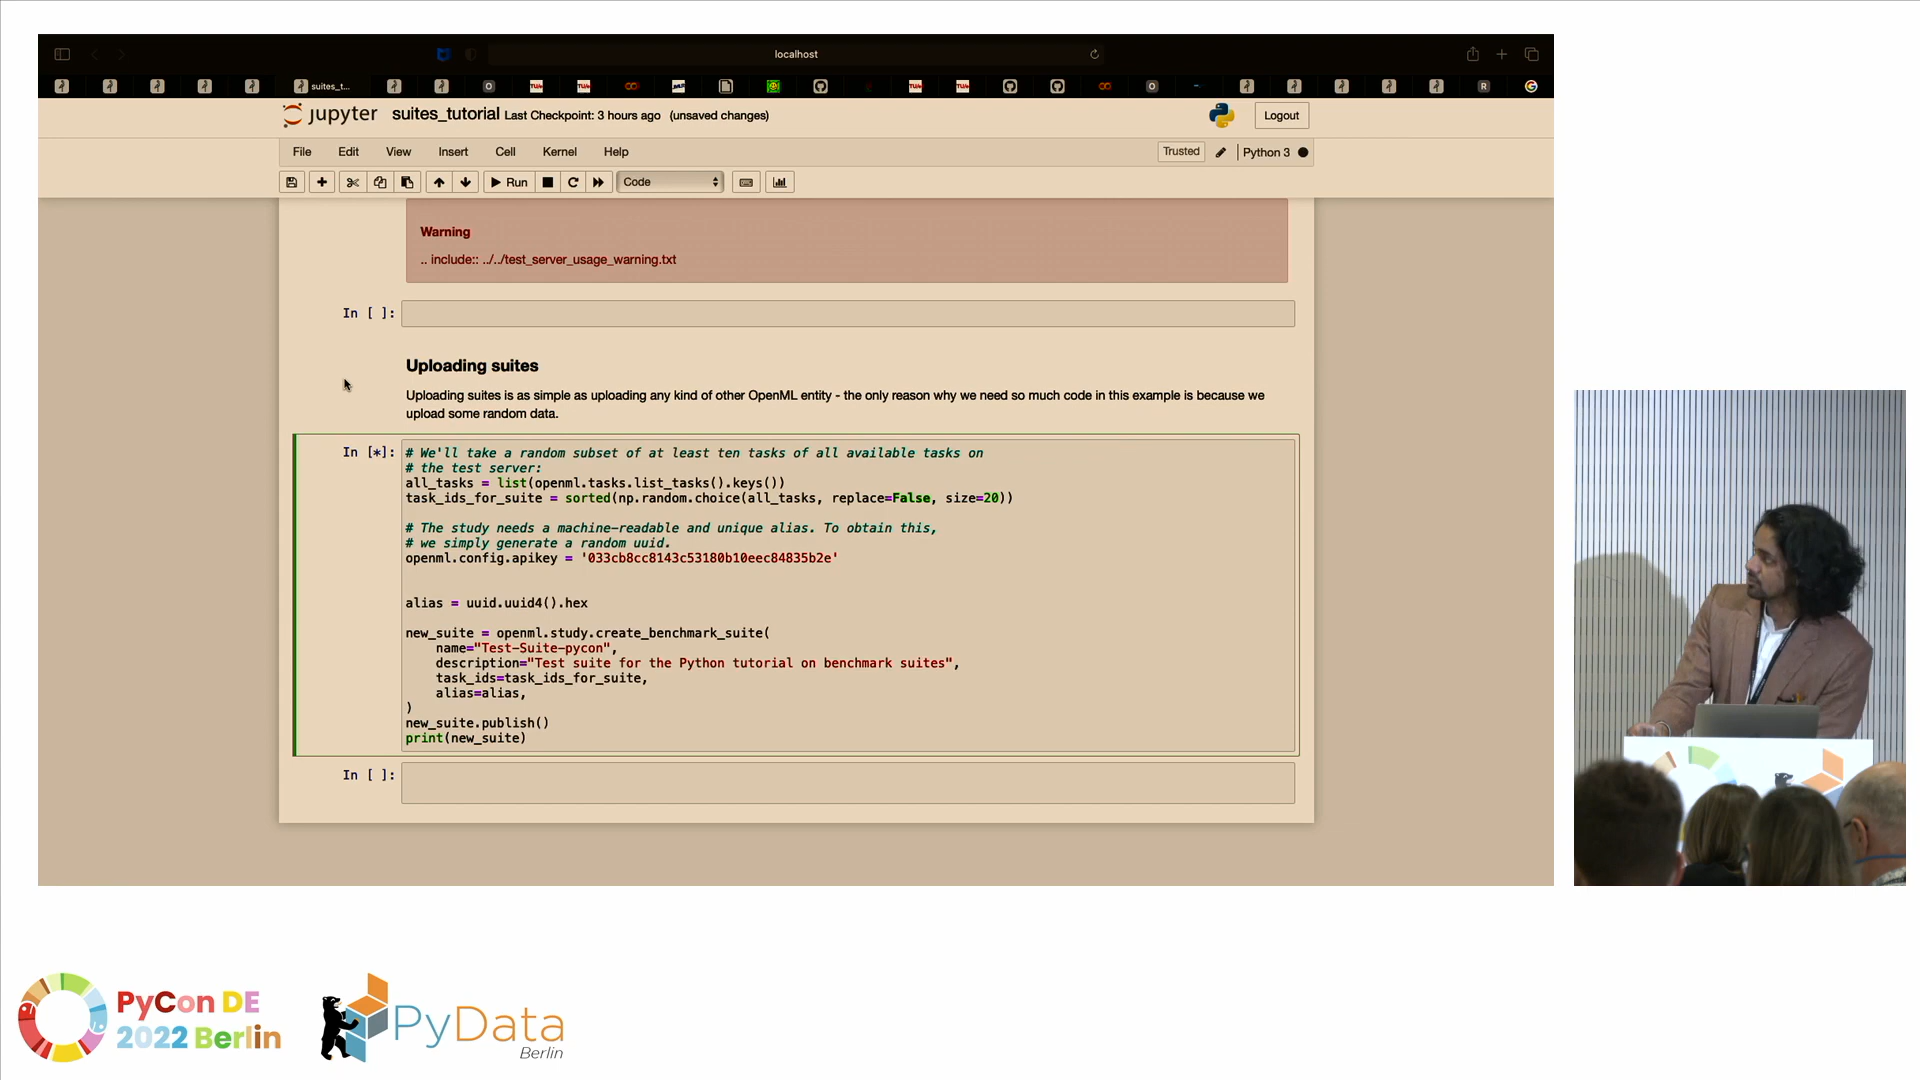 localhost
suites_t...
jupyter suites_tutorial Last Checkpoint: 3 hours ago (unsaved changes)
Logout
File Edit View Insert Cell Kernel Help
Trusted
Python 3
Run
Code
Warning
.. include:: ../../test_server_usage_warning.txt
In [ ]:
Uploading suites
Uploading suites is as simple as uploading any kind of other OpenML entity - the only reason why we need so much code in this example is because we
upload some random data.
In [*]:
# We'll take a random subset of at least ten tasks of all available tasks on
# the test server:
all_tasks = list(openml.tasks.list_tasks().keys())
task_ids_for_suite = sorted(np.random.choice(all_tasks, replace=False, size=20))
# The study needs a machine-readable and unique alias. To obtain this,
# we simply generate a random uuid.
openml.config.apikey = '033cb8cc8143c53180b10eec84835b2e'
alias = uuid.uuid4().hex
new_suite = openml.study.create_benchmark_suite(
name="Test-Suite-pycon",
description="Test suite for the Python tutorial on benchmark suites",
task_ids=task_ids_for_suite,
alias=alias,
)
new_suite.publish()
print(new_suite)
In [ ]:
PyCon DE
2022 Berlin
PyData
Berlin